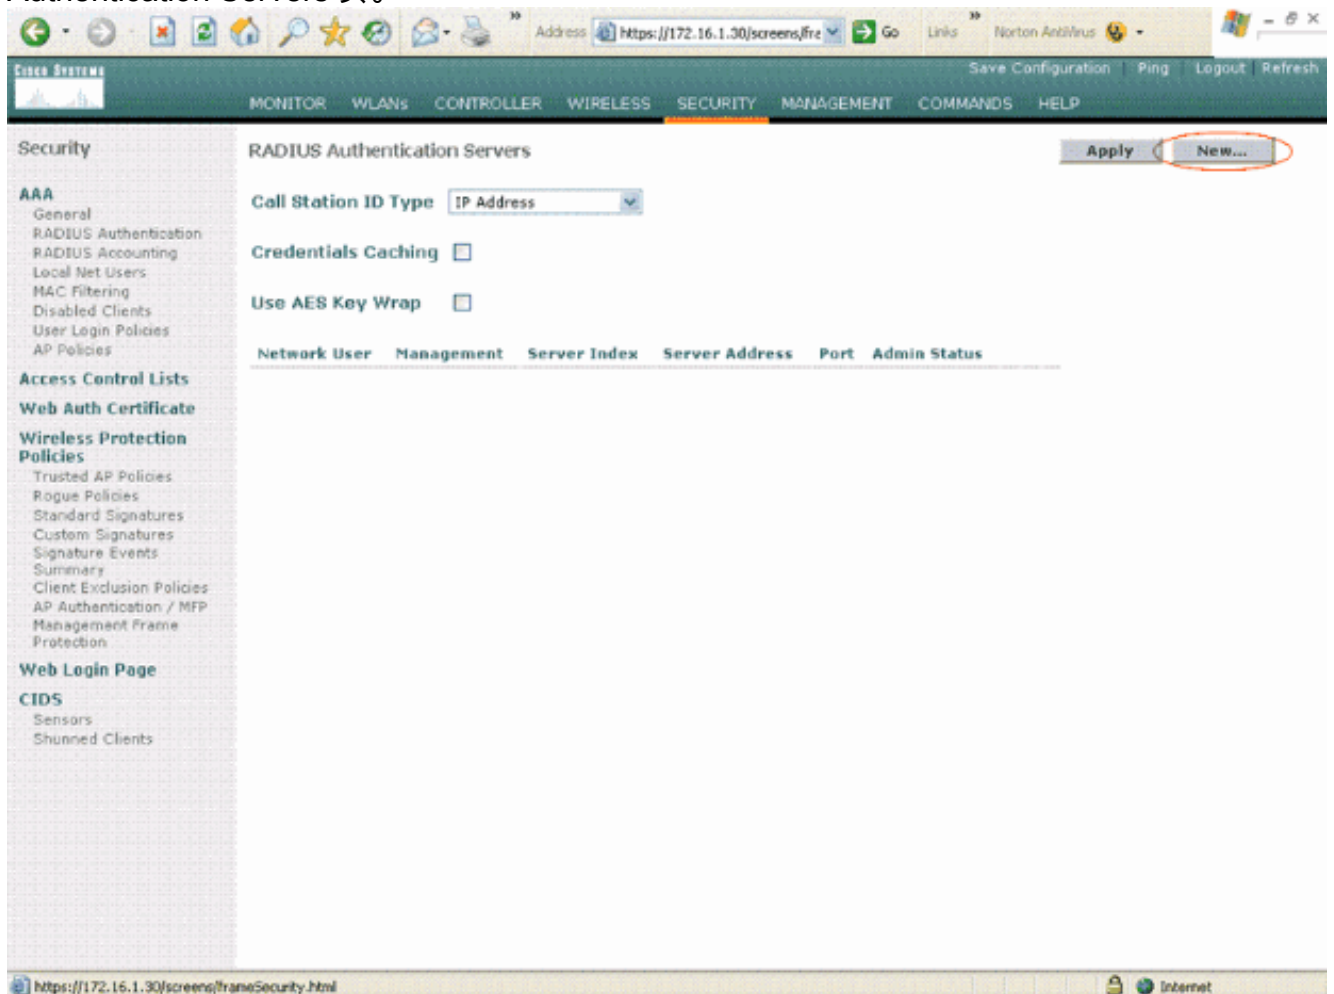 Authentication Servers 页。
Address https://172.16.1.30/screens/fra Go Links Norton AntiVirus
CISCO SYSTEMS
Save Configuration Ping Logout Refresh
MONITOR WLANs CONTROLLER WIRELESS SECURITY MANAGEMENT COMMANDS HELP
Security
AAA
General
RADIUS Authentication
RADIUS Accounting
Local Net Users
MAC Filtering
Disabled Clients
User Login Policies
AP Policies
Access Control Lists
Web Auth Certificate
Wireless Protection
Policies
Trusted AP Policies
Rogue Policies
Standard Signatures
Custom Signatures
Signature Events
Summary
Client Exclusion Policies
AP Authentication / MFP
Management Frame
Protection
Web Login Page
CIDS
Sensors
Shunned Clients
RADIUS Authentication Servers
Apply New...
Call Station ID Type IP Address
Credentials Caching
Use AES Key Wrap
Network User Management Server Index Server Address Port Admin Status
https://172.16.1.30/screens/frameSecurity.html Internet